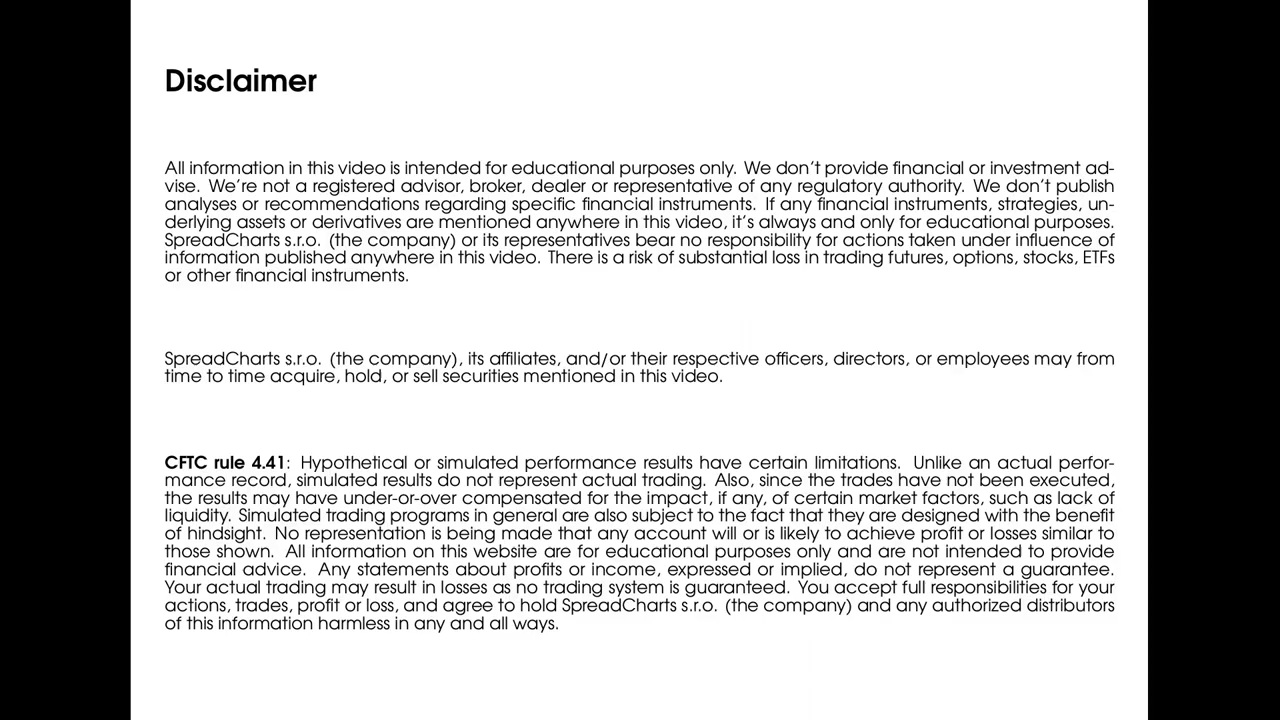 Disclaimer
All information in this video is intended for educational purposes only. We don't provide financial or investment ad-
vise. We're not a registered advisor, broker, dealer or representative of any regulatory authority. We don't publish
analyses or recommendations regarding specific financial instruments. If any financial instruments, strategies, un-
derlying assets or derivatives are mentioned anywhere in this video, it's always and only for educational purposes.
SpreadCharts s.r.o. (the company) or its representatives bear no responsibility for actions taken under influence of
information published anywhere in this video. There is a risk of substantial loss in trading futures, options, stocks, ETFs
or other financial instruments.
SpreadCharts s.r.o. (the company), its affiliates, and/or their respective officers, directors, or employees may from
time to time acquire, hold, or sell securities mentioned in this video.
CFTC rule 4.41: Hypothetical or simulated performance results have certain limitations. Unlike an actual perfor-
mance record, simulated results do not represent actual trading. Also, since the trades have not been executed,
the results may have under-or-over compensated for the impact, if any, of certain market factors, such as lack of
liquidity. Simulated trading programs in general are also subject to the fact that they are designed with the benefit
of hindsight. No representation is being made that any account will or is likely to achieve profit or losses similar to
those shown. All information on this website are for educational purposes only and are not intended to provide
financial advice. Any statements about profits or income, expressed or implied, do not represent a guarantee.
Your actual trading may result in losses as no trading system is guaranteed. You accept full responsibilities for your
actions, trades, profit or loss, and agree to hold SpreadCharts s.r.o. (the company) and any authorized distributors
of this information harmless in any and all ways.